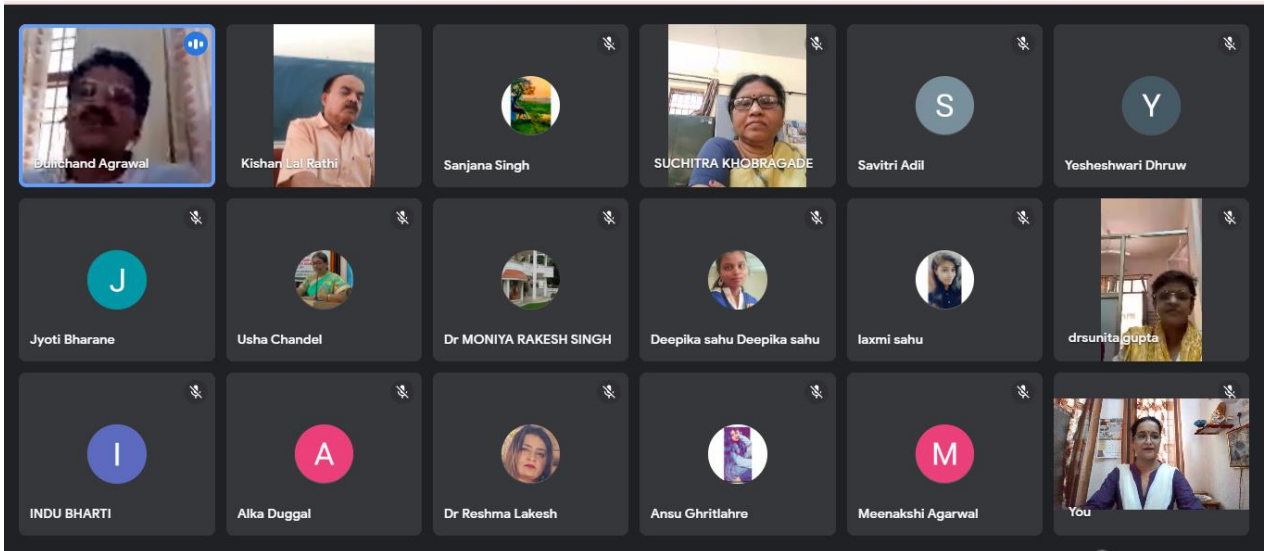 Dulichand Agrawal
Kishan Lal Rathi
Sanjana Singh
SUCHITRA KHOBRAGADE
S
Savitri Adil
Y
Yesheshwari Dhruw
J
Jyoti Bharane
Usha Chandel
Dr MONIYA RAKESH SINGH
Deepika sahu Deepika sahu
laxmi sahu
drsunita gupta
I
INDU BHARTI
A
Alka Duggal
Dr Reshma Lakesh
Ansu Ghritlahre
M
Meenakshi Agarwal
You